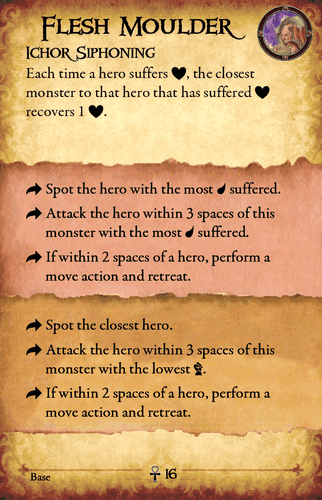 Flesh Moulder
Ichor Siphoning
Each time a hero suffers ♥, the closest
monster to that hero that has suffered ♥
recovers 1 ♥.
Spot the hero with the most suffered.
Attack the hero within 3 spaces of this
monster with the most suffered.
If within 2 spaces of a hero, perform a
move action and retreat.
Spot the closest hero.
Attack the hero within 3 spaces of this
monster with the lowest .
If within 2 spaces of a hero, perform a
move action and retreat.
Base
16